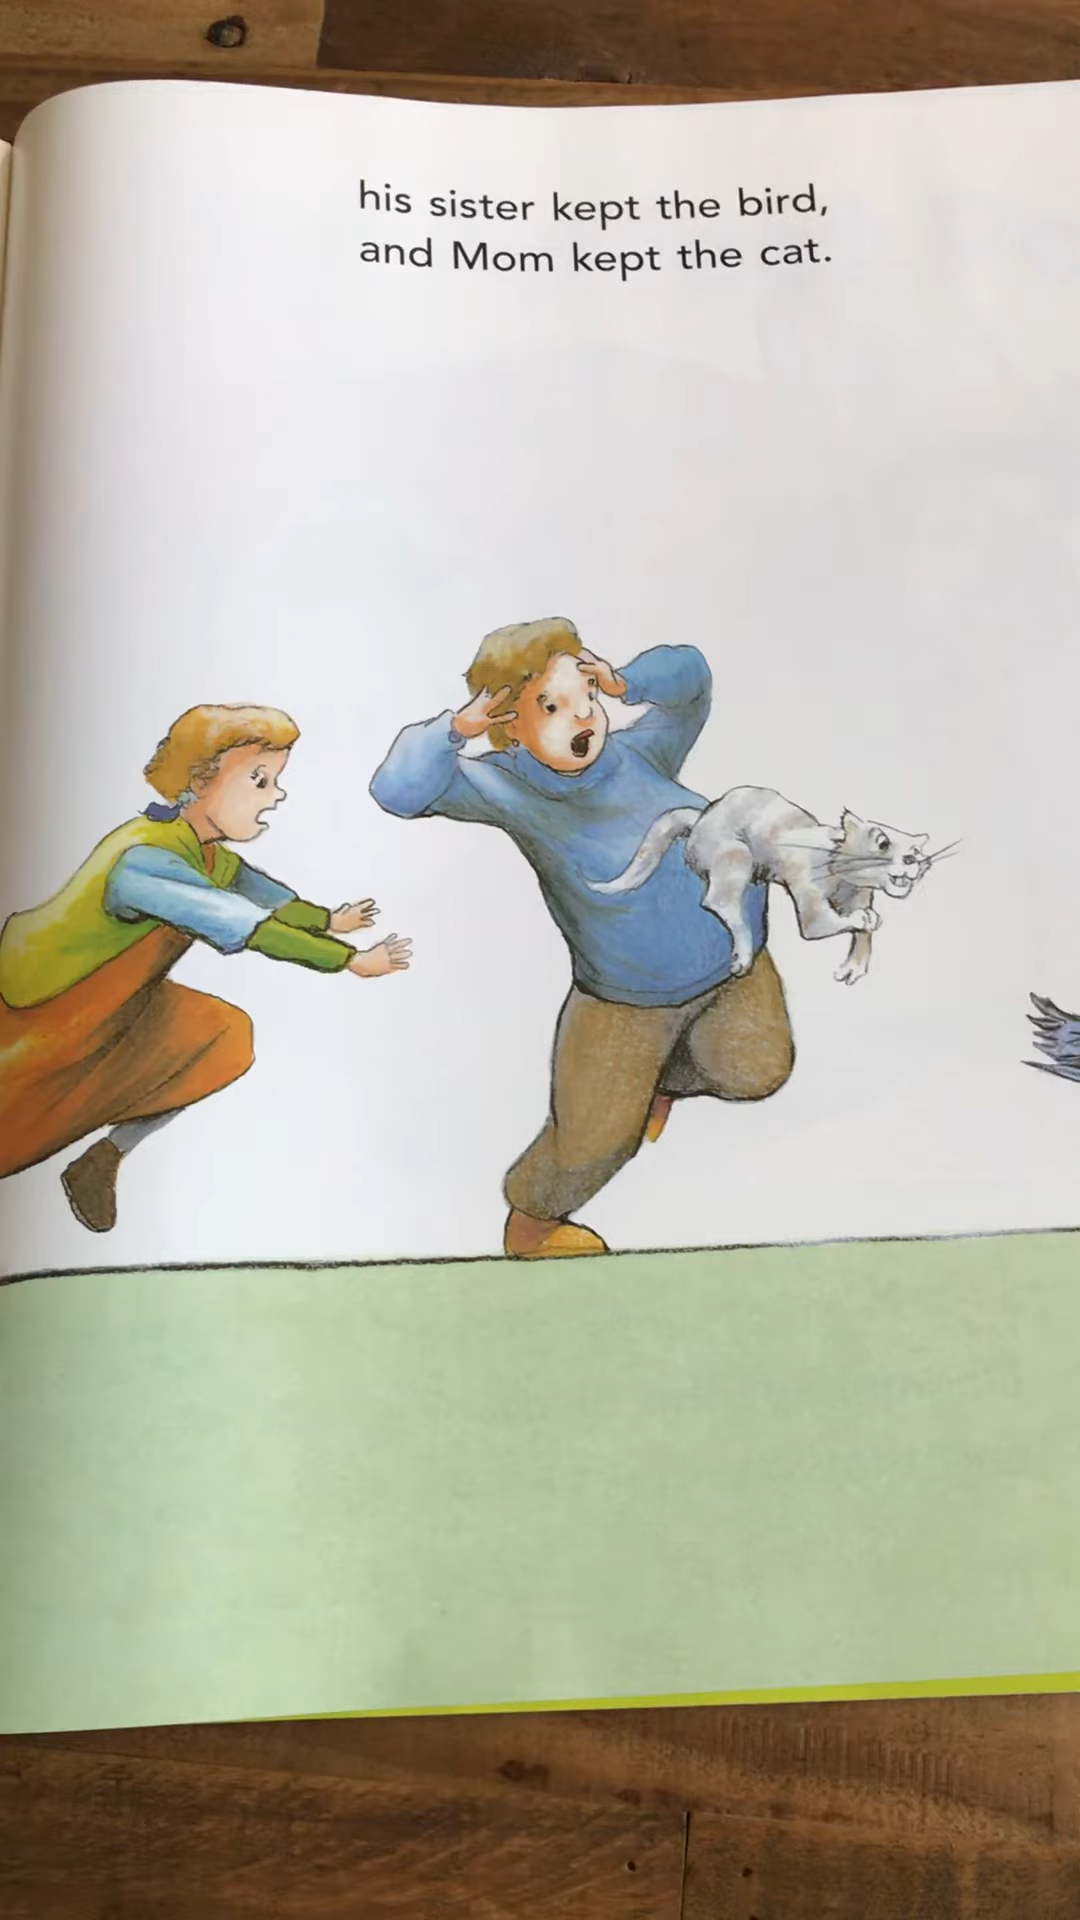 his sister kept the bird,
and Mom kept the cat.